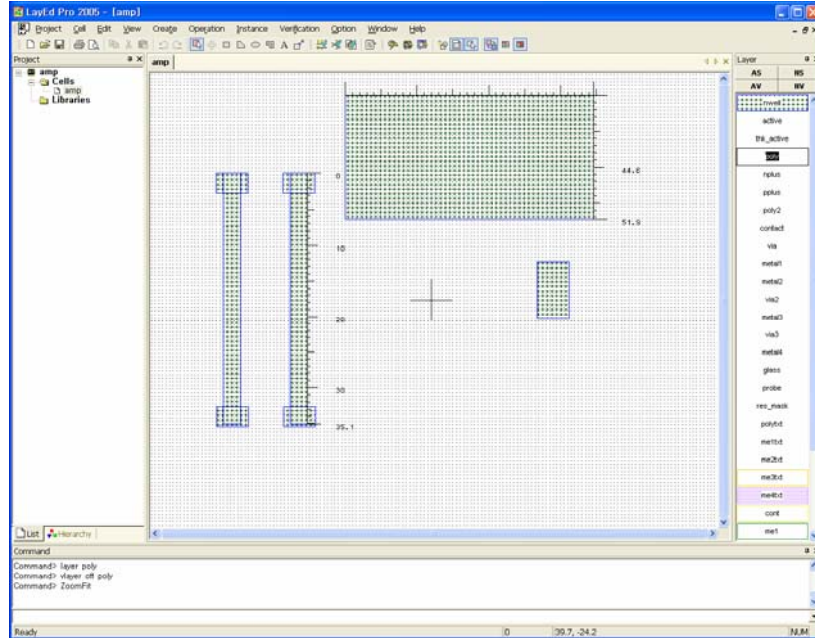 LayEd Pro 2005 - [amp]
Project Cell Edit View Create Operation Instance Verification Option Window Help
Project
amp
Cells
amp
Libraries
List Hierarchy
amp
44.6
51.9
0
10
20
30
35.1
Layer
AS NS
AV NV
nwell
active
thk_active
poly
nplus
pplus
poly2
contact
via
metal1
metal2
via2
metal3
via3
metal4
glass
probe
res_mask
polytxt
me1txt
me2txt
me3txt
me4txt
cont
me1
Command
Command> layer poly
Command> vlayer off poly
Command> ZoomFit
Ready 0 39.7, -24.2 NUM